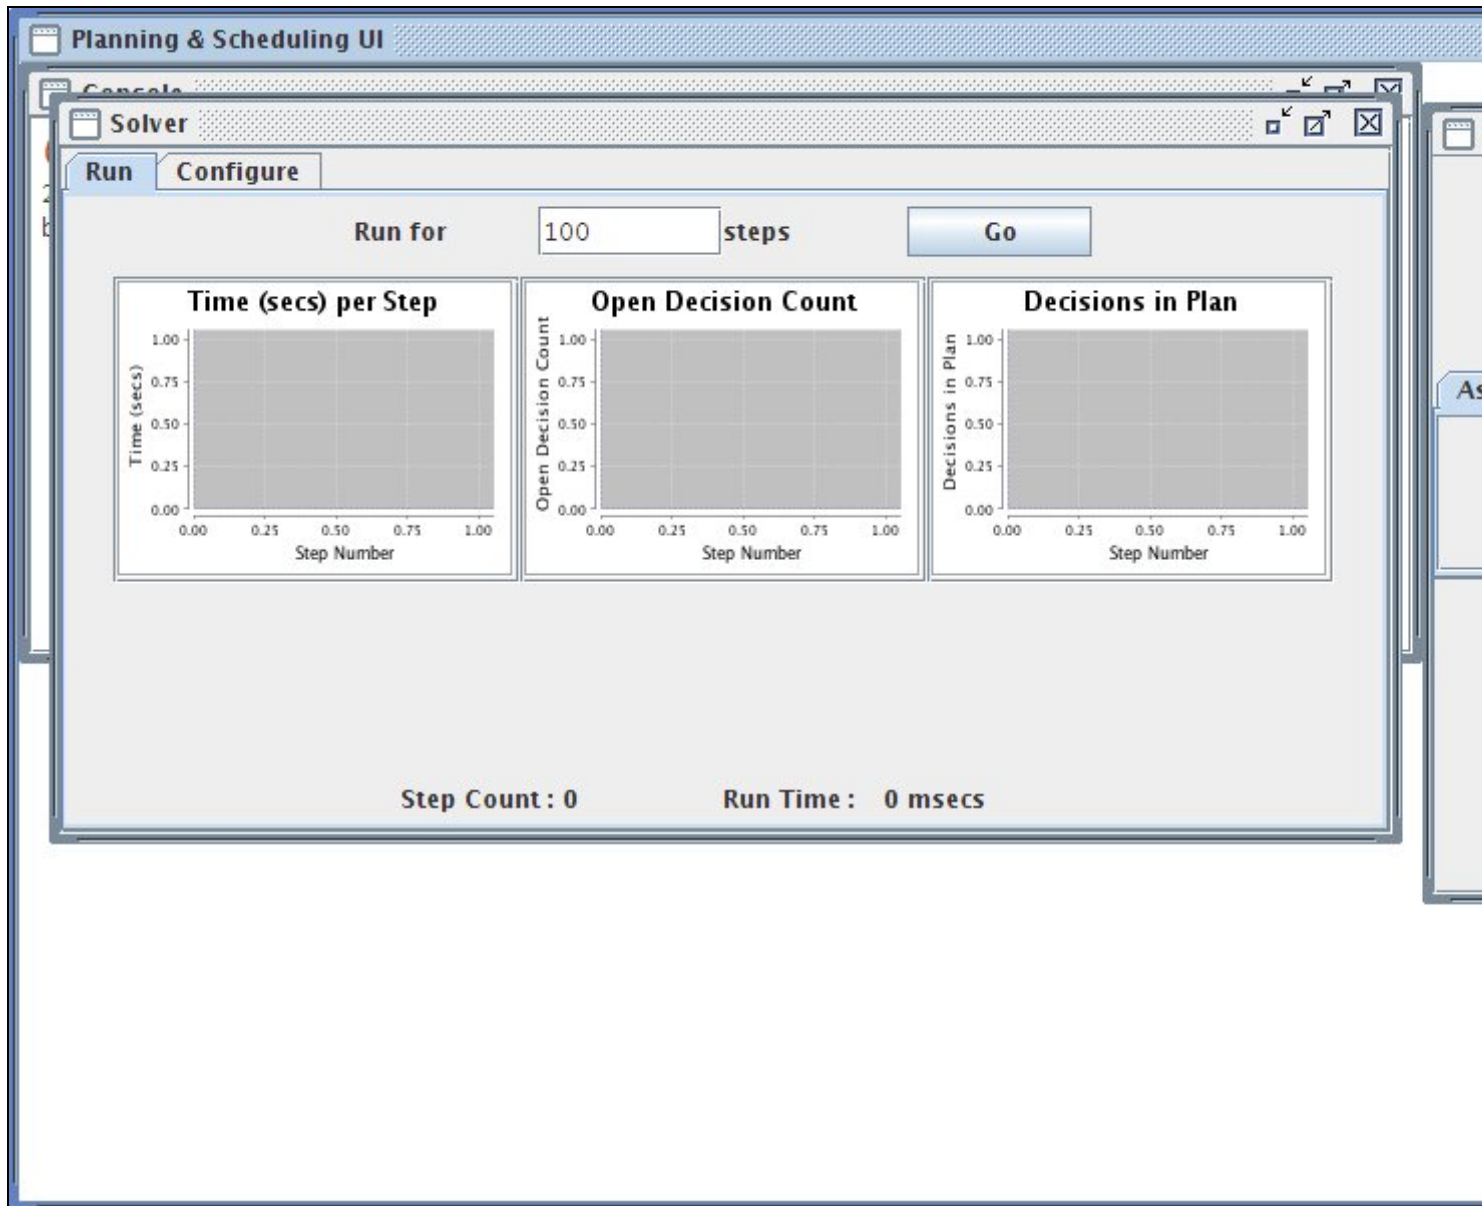 Planning & Scheduling UI
Console
Solver
Run Configure
Run for 100 steps Go
Time (secs) per Step
Time (secs)
1.00
0.75
0.50
0.25
0.00
0.00 0.25 0.50 0.75 1.00
Step Number
Open Decision Count
Open Decision Count
1.00
0.75
0.50
0.25
0.00
0.00 0.25 0.50 0.75 1.00
Step Number
Decisions in Plan
Decisions in Plan
1.00
0.75
0.50
0.25
0.00
0.00 0.25 0.50 0.75 1.00
Step Number
Step Count : 0 Run Time : 0 msecs
As